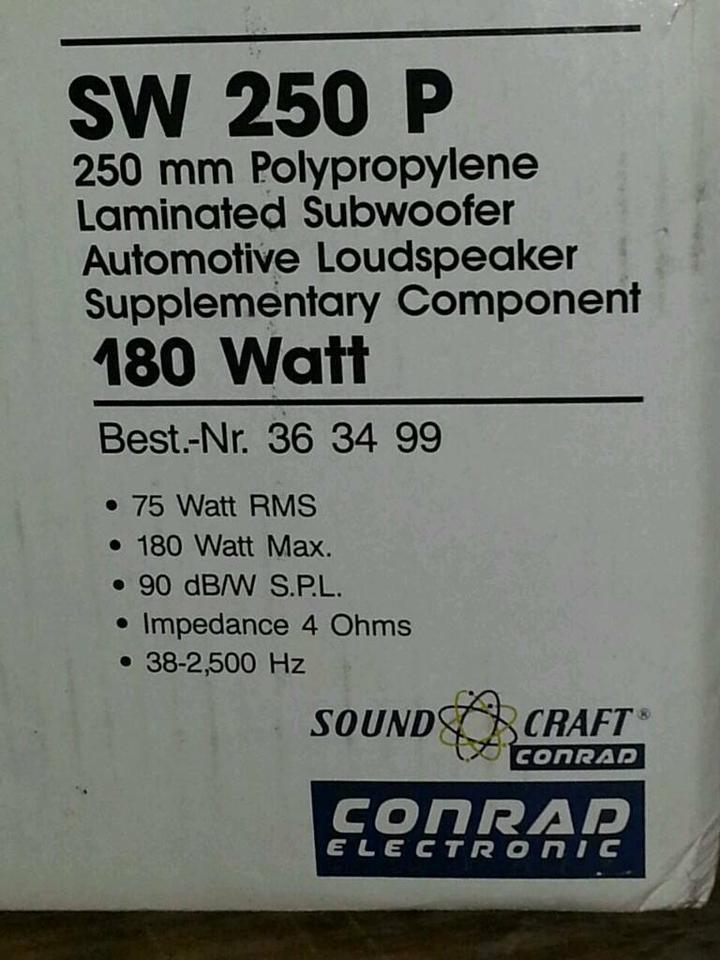 SW 250 P
250 mm Polypropylene
Laminated Subwoofer
Automotive Loudspeaker
Supplementary Component
180 Watt
Best.-Nr. 36 34 99
• 75 Watt RMS
• 180 Watt Max.
• 90 dB/W S.P.L.
• Impedance 4 Ohms
• 38-2,500 Hz
SOUND CRAFT®
CONRAD
CONRAD
ELECTRONIC